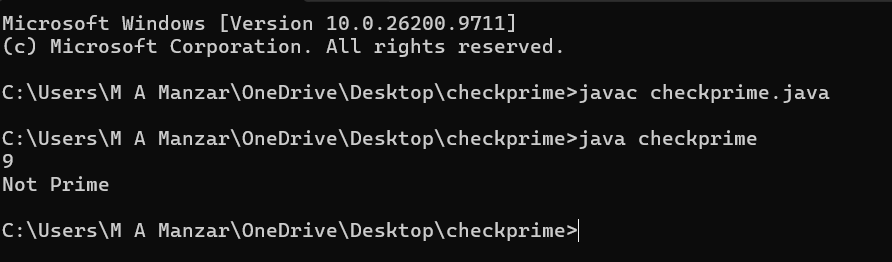 Microsoft Windows [Version 10.0.26200.9711]
(c) Microsoft Corporation. All rights reserved.
C:\Users\M A Manzar\OneDrive\Desktop\checkprime>javac checkprime.java
C:\Users\M A Manzar\OneDrive\Desktop\checkprime>java checkprime
9
Not Prime
C:\Users\M A Manzar\OneDrive\Desktop\checkprime>